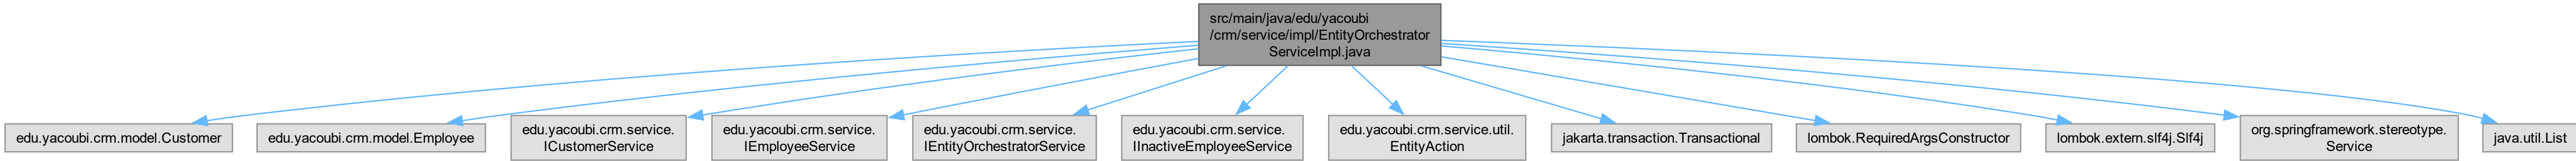 src/main/java/edu/yacoubi
/crm/service/impl/EntityOrchestrator
ServiceImpl.java
edu.yacoubi.crm.model.Customer
edu.yacoubi.crm.model.Employee
edu.yacoubi.crm.service.
ICustomerService
edu.yacoubi.crm.service.
IEmployeeService
edu.yacoubi.crm.service.
IEntityOrchestratorService
edu.yacoubi.crm.service.
IInactiveEmployeeService
edu.yacoubi.crm.service.util.
EntityAction
jakarta.transaction.Transactional
lombok.RequiredArgsConstructor
lombok.extern.slf4j.Slf4j
org.springframework.stereotype.
Service
java.util.List